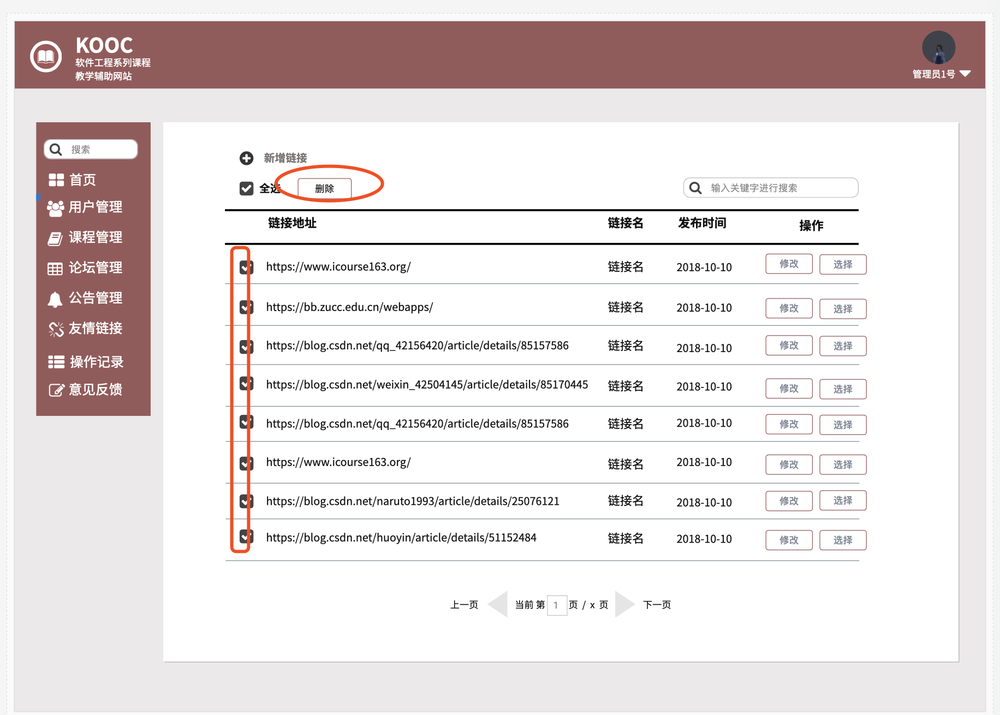 KOOC
软件工程系列课程
教学辅助网站
管理员1号
搜索
首页
用户管理
课程管理
论坛管理
公告管理
友情链接
操作记录
意见反馈
新增链接
全选 删除 输入关键字进行搜索
链接地址 链接名 发布时间 操作
https://www.icourse163.org/ 链接名 2018-10-10 修改 选择
https://bb.zucc.edu.cn/webapps/ 链接名 2018-10-10 修改 选择
https://blog.csdn.net/qq_42156420/article/details/85157586 链接名 2018-10-10 修改 选择
https://blog.csdn.net/weixin_42504145/article/details/85170445 链接名 2018-10-10 修改 选择
https://blog.csdn.net/qq_42156420/article/details/85157586 链接名 2018-10-10 修改 选择
https://www.icourse163.org/ 链接名 2018-10-10 修改 选择
https://blog.csdn.net/naruto1993/article/details/25076121 链接名 2018-10-10 修改 选择
https://blog.csdn.net/huoyin/article/details/51152484 链接名 2018-10-10 修改 选择
上一页 当前 第 1 页 / x 页 下一页